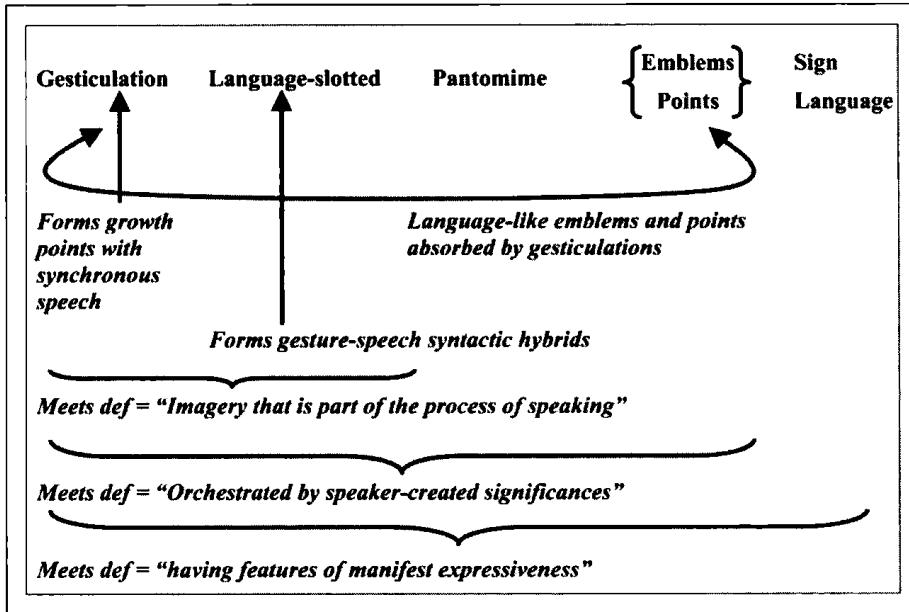 Gesticulation Language-slotted Pantomime Emblems Sign
Points Language
Forms growth
points with
synchronous
speech
Language-like emblems and points
absorbed by gesticulations
Forms gesture-speech syntactic hybrids
Meets def = “Imagery that is part of the process of speaking”
Meets def = “Orchestrated by speaker-created significances”
Meets def = “having features of manifest expressiveness”